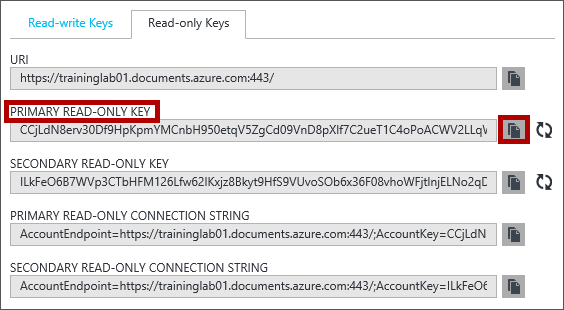 Read-write Keys Read-only Keys
URI
https://traininglab01.documents.azure.com:443/
PRIMARY READ-ONLY KEY
CCjLdN8erv30Df9HpKpmYMCnbH950etqV5ZgCd09VnD8pXlf7C2ueT1C4oPoACWV2LLqW
SECONDARY READ-ONLY KEY
ILkFeO6B7WVp3CTbHFM126Lfw62IKxjz8Bkyt9HfS9VUvoSOb6x36F08vhoWFjtInjELNo2qD
PRIMARY READ-ONLY CONNECTION STRING
AccountEndpoint=https://traininglab01.documents.azure.com:443/;AccountKey=CCjLdN
SECONDARY READ-ONLY CONNECTION STRING
AccountEndpoint=https://traininglab01.documents.azure.com:443/;AccountKey=ILkFeO6